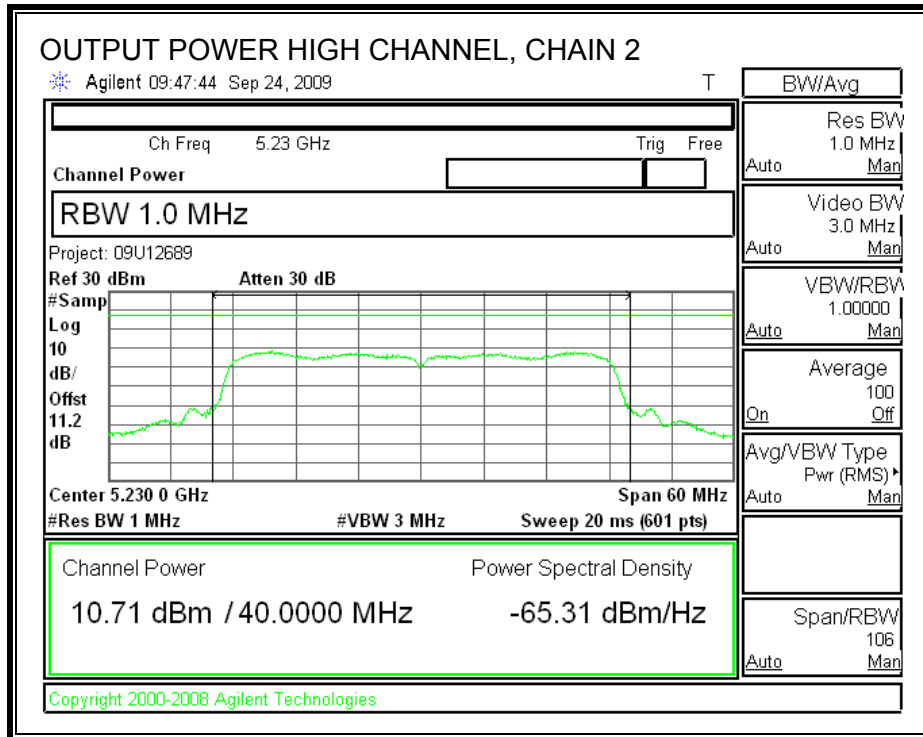 OUTPUT POWER HIGH CHANNEL, CHAIN 2
Agilent 09:47:44 Sep 24, 2009 T
Ch Freq 5.23 GHz Trig Free
Channel Power
RBW 1.0 MHz
Project: 09U12689
Ref 30 dBm Atten 30 dB
#Samp
Log
10
dB/
Offst
11.2
dB
Center 5.230 0 GHz Span 60 MHz
#Res BW 1 MHz #VBW 3 MHz Sweep 20 ms (601 pts)
Channel Power Power Spectral Density
10.71 dBm / 40.0000 MHz -65.31 dBm/Hz
Copyright 2000-2008 Agilent Technologies
BW/Avg
Res BW
1.0 MHz
Auto Man
Video BW
3.0 MHz
Auto Man
VBW/RBW
1.00000
Auto Man
Average
100
On Off
Avg/VBW Type
Pwr (RMS)
Auto Man
Span/RBW
106
Auto Man